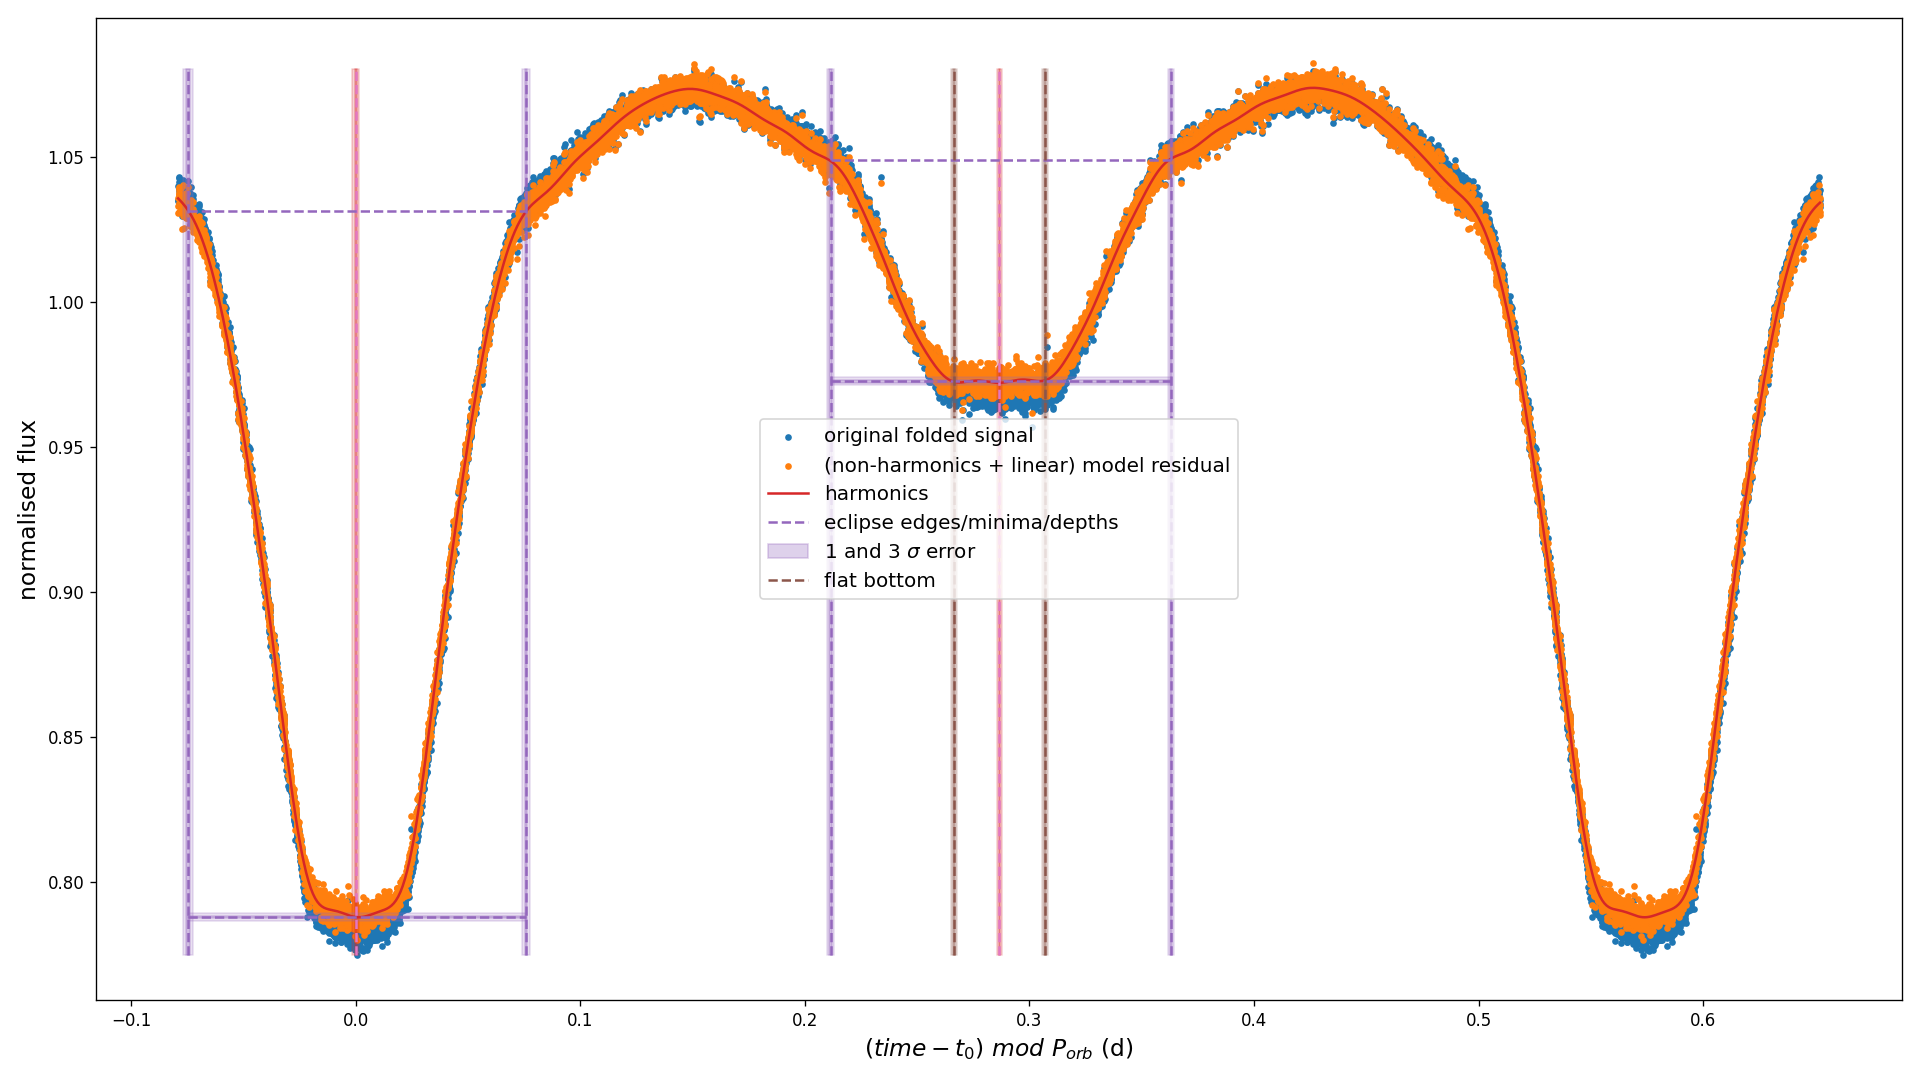 normalised flux
1.05
1.00
0.95
0.90
0.85
0.80
original folded signal
(non-harmonics + linear) model residual
harmonics
eclipse edges/minima/depths
1 and 3 σ error
flat bottom
−0.1 0.0 0.1 0.2 0.3 0.4 0.5 0.6
(time − t₀) mod P_orb (d)